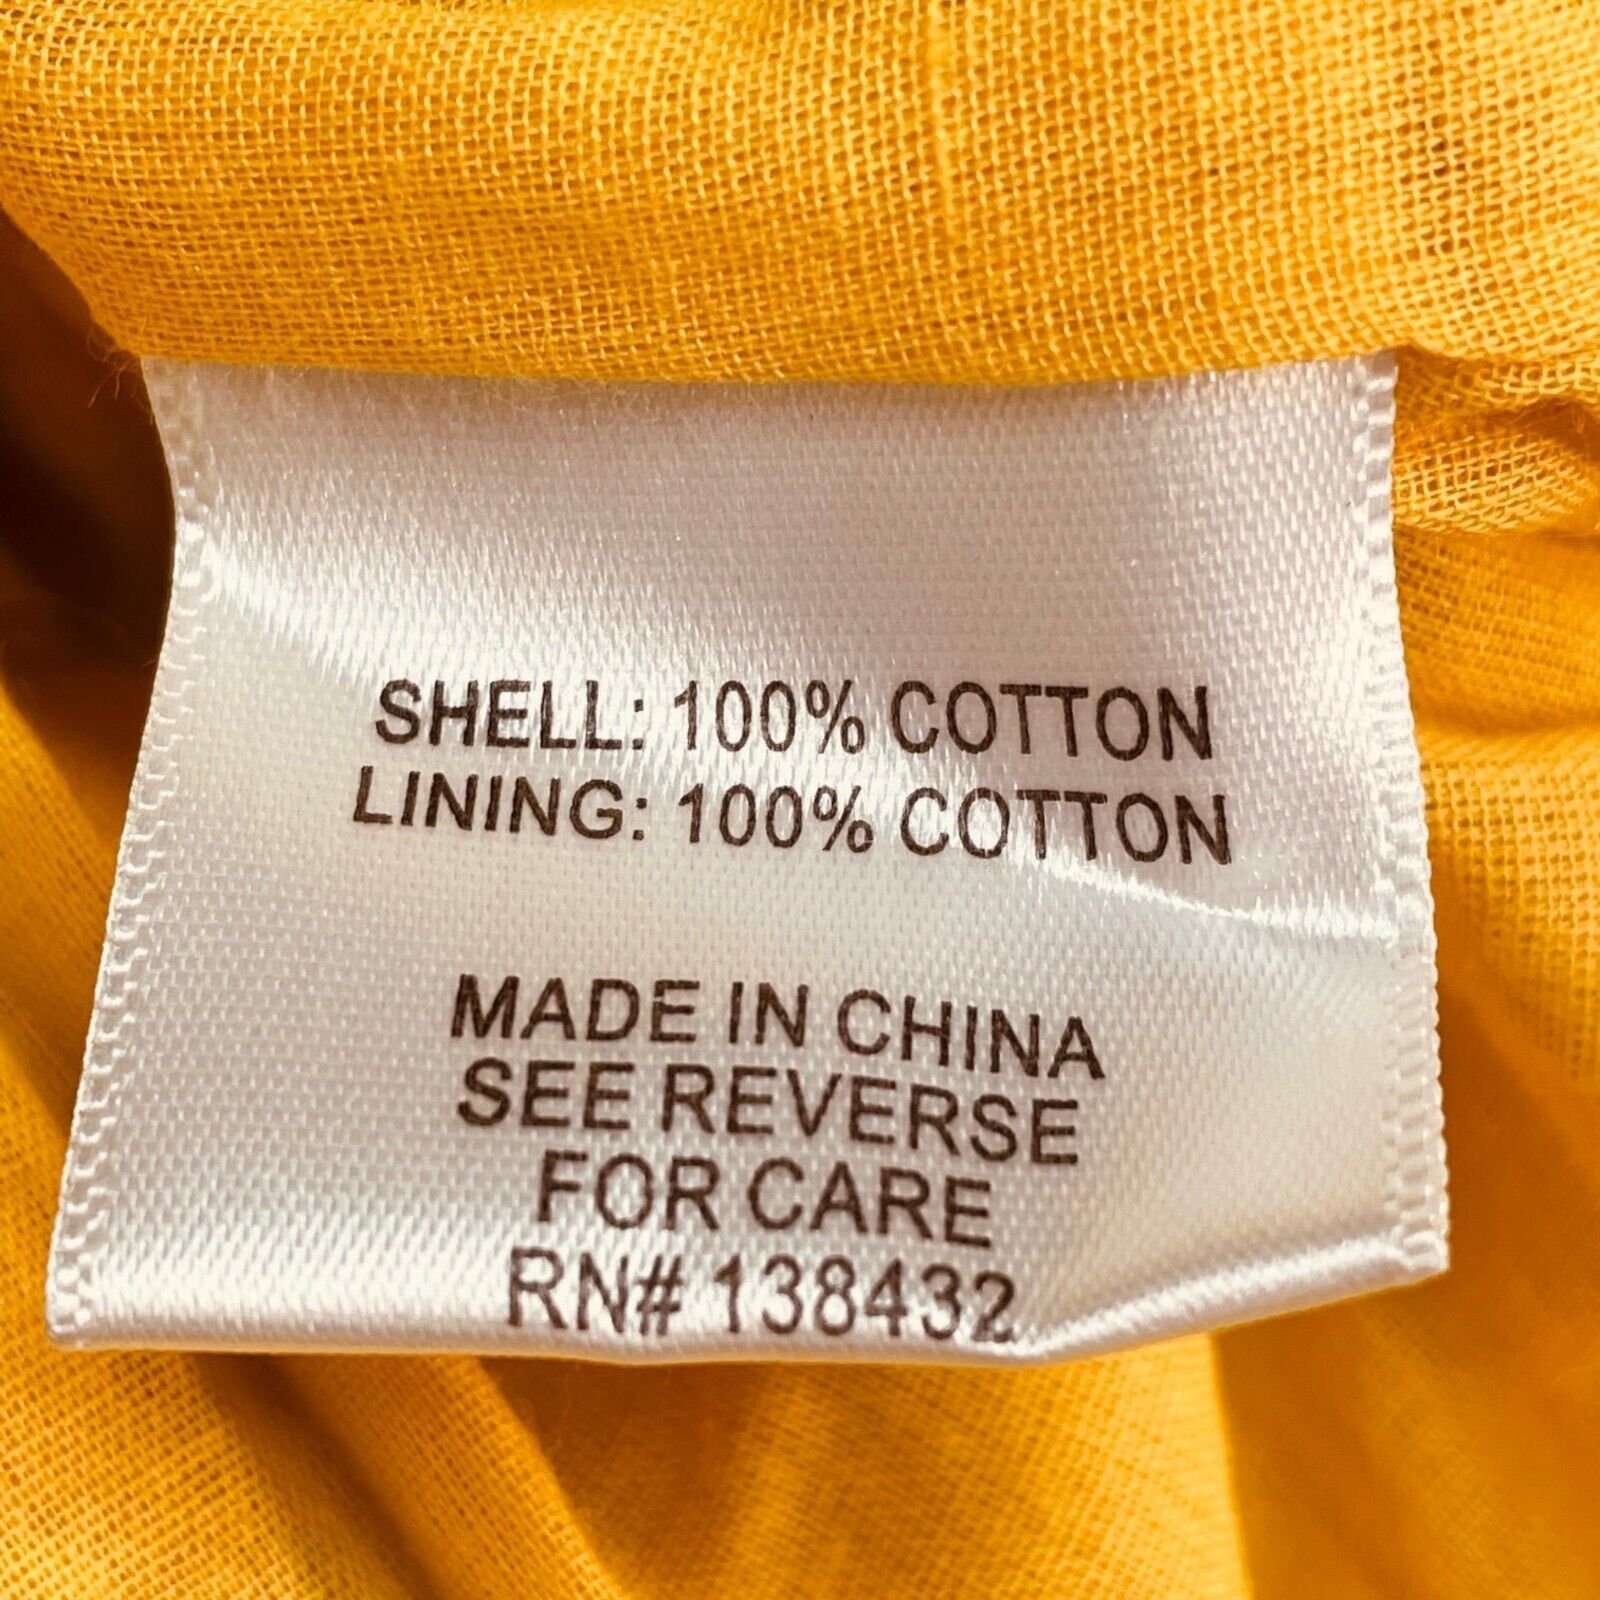 SHELL: 100% COTTON
LINING: 100% COTTON
MADE IN CHINA
SEE REVERSE
FOR CARE
RN# 138432